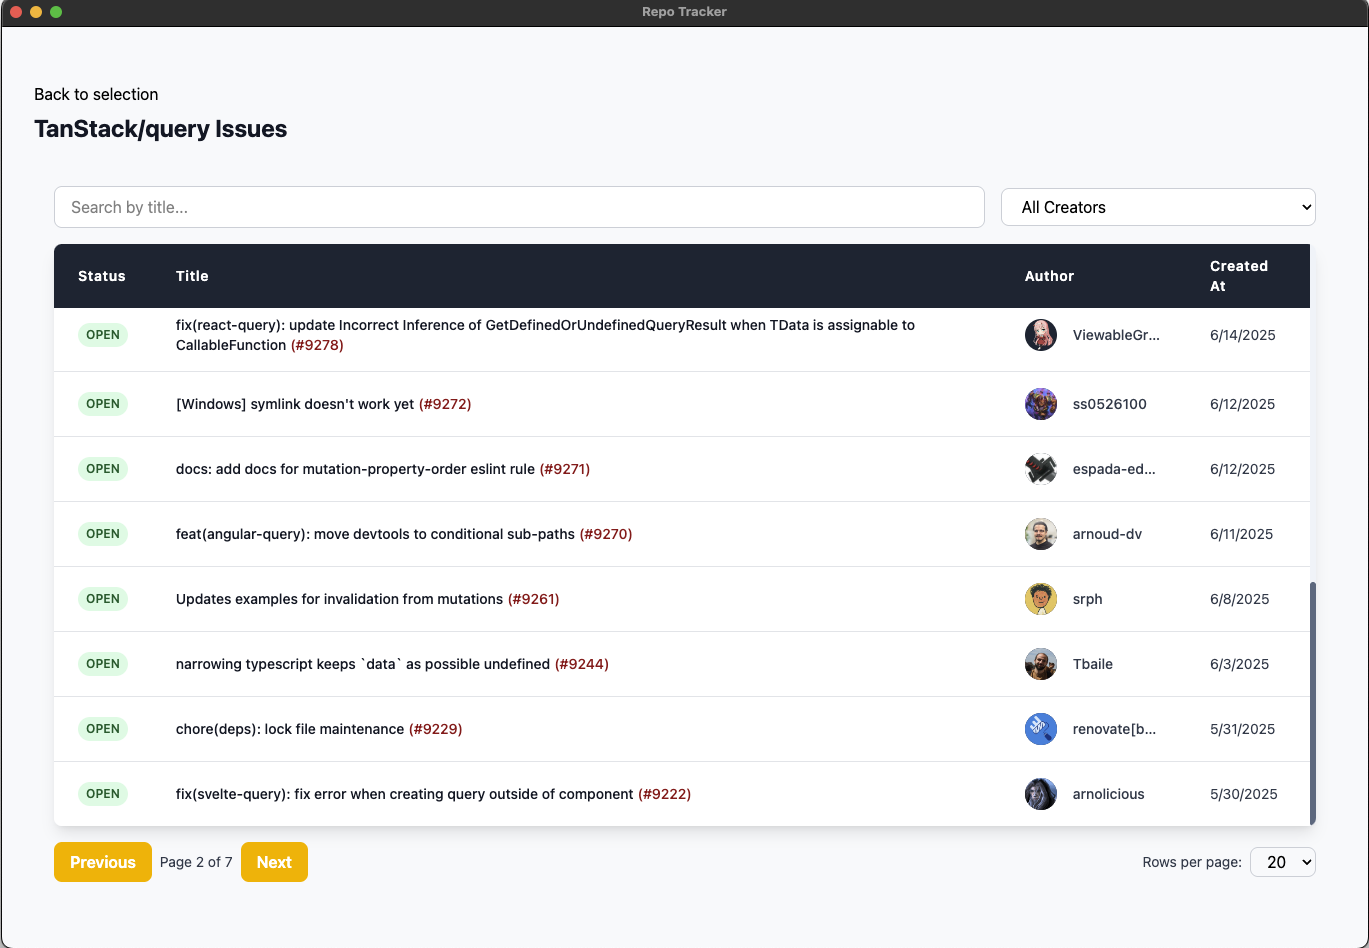 Repo Tracker
Back to selection
TanStack/query Issues
Search by title...
All Creators
Status Title Author Created At
OPEN fix(react-query): update Incorrect Inference of GetDefinedOrUndefinedQueryResult when TData is assignable to
CallableFunction (#9278) ViewableGr... 6/14/2025
OPEN [Windows] symlink doesn't work yet (#9272) ss0526100 6/12/2025
OPEN docs: add docs for mutation-property-order eslint rule (#9271) espada-ed... 6/12/2025
OPEN feat(angular-query): move devtools to conditional sub-paths (#9270) arnoud-dv 6/11/2025
OPEN Updates examples for invalidation from mutations (#9261) srph 6/8/2025
OPEN narrowing typescript keeps `data` as possible undefined (#9244) Tbaile 6/3/2025
OPEN chore(deps): lock file maintenance (#9229) renovate[b... 5/31/2025
OPEN fix(svelte-query): fix error when creating query outside of component (#9222) arnolicious 5/30/2025
Previous Page 2 of 7 Next Rows per page: 20